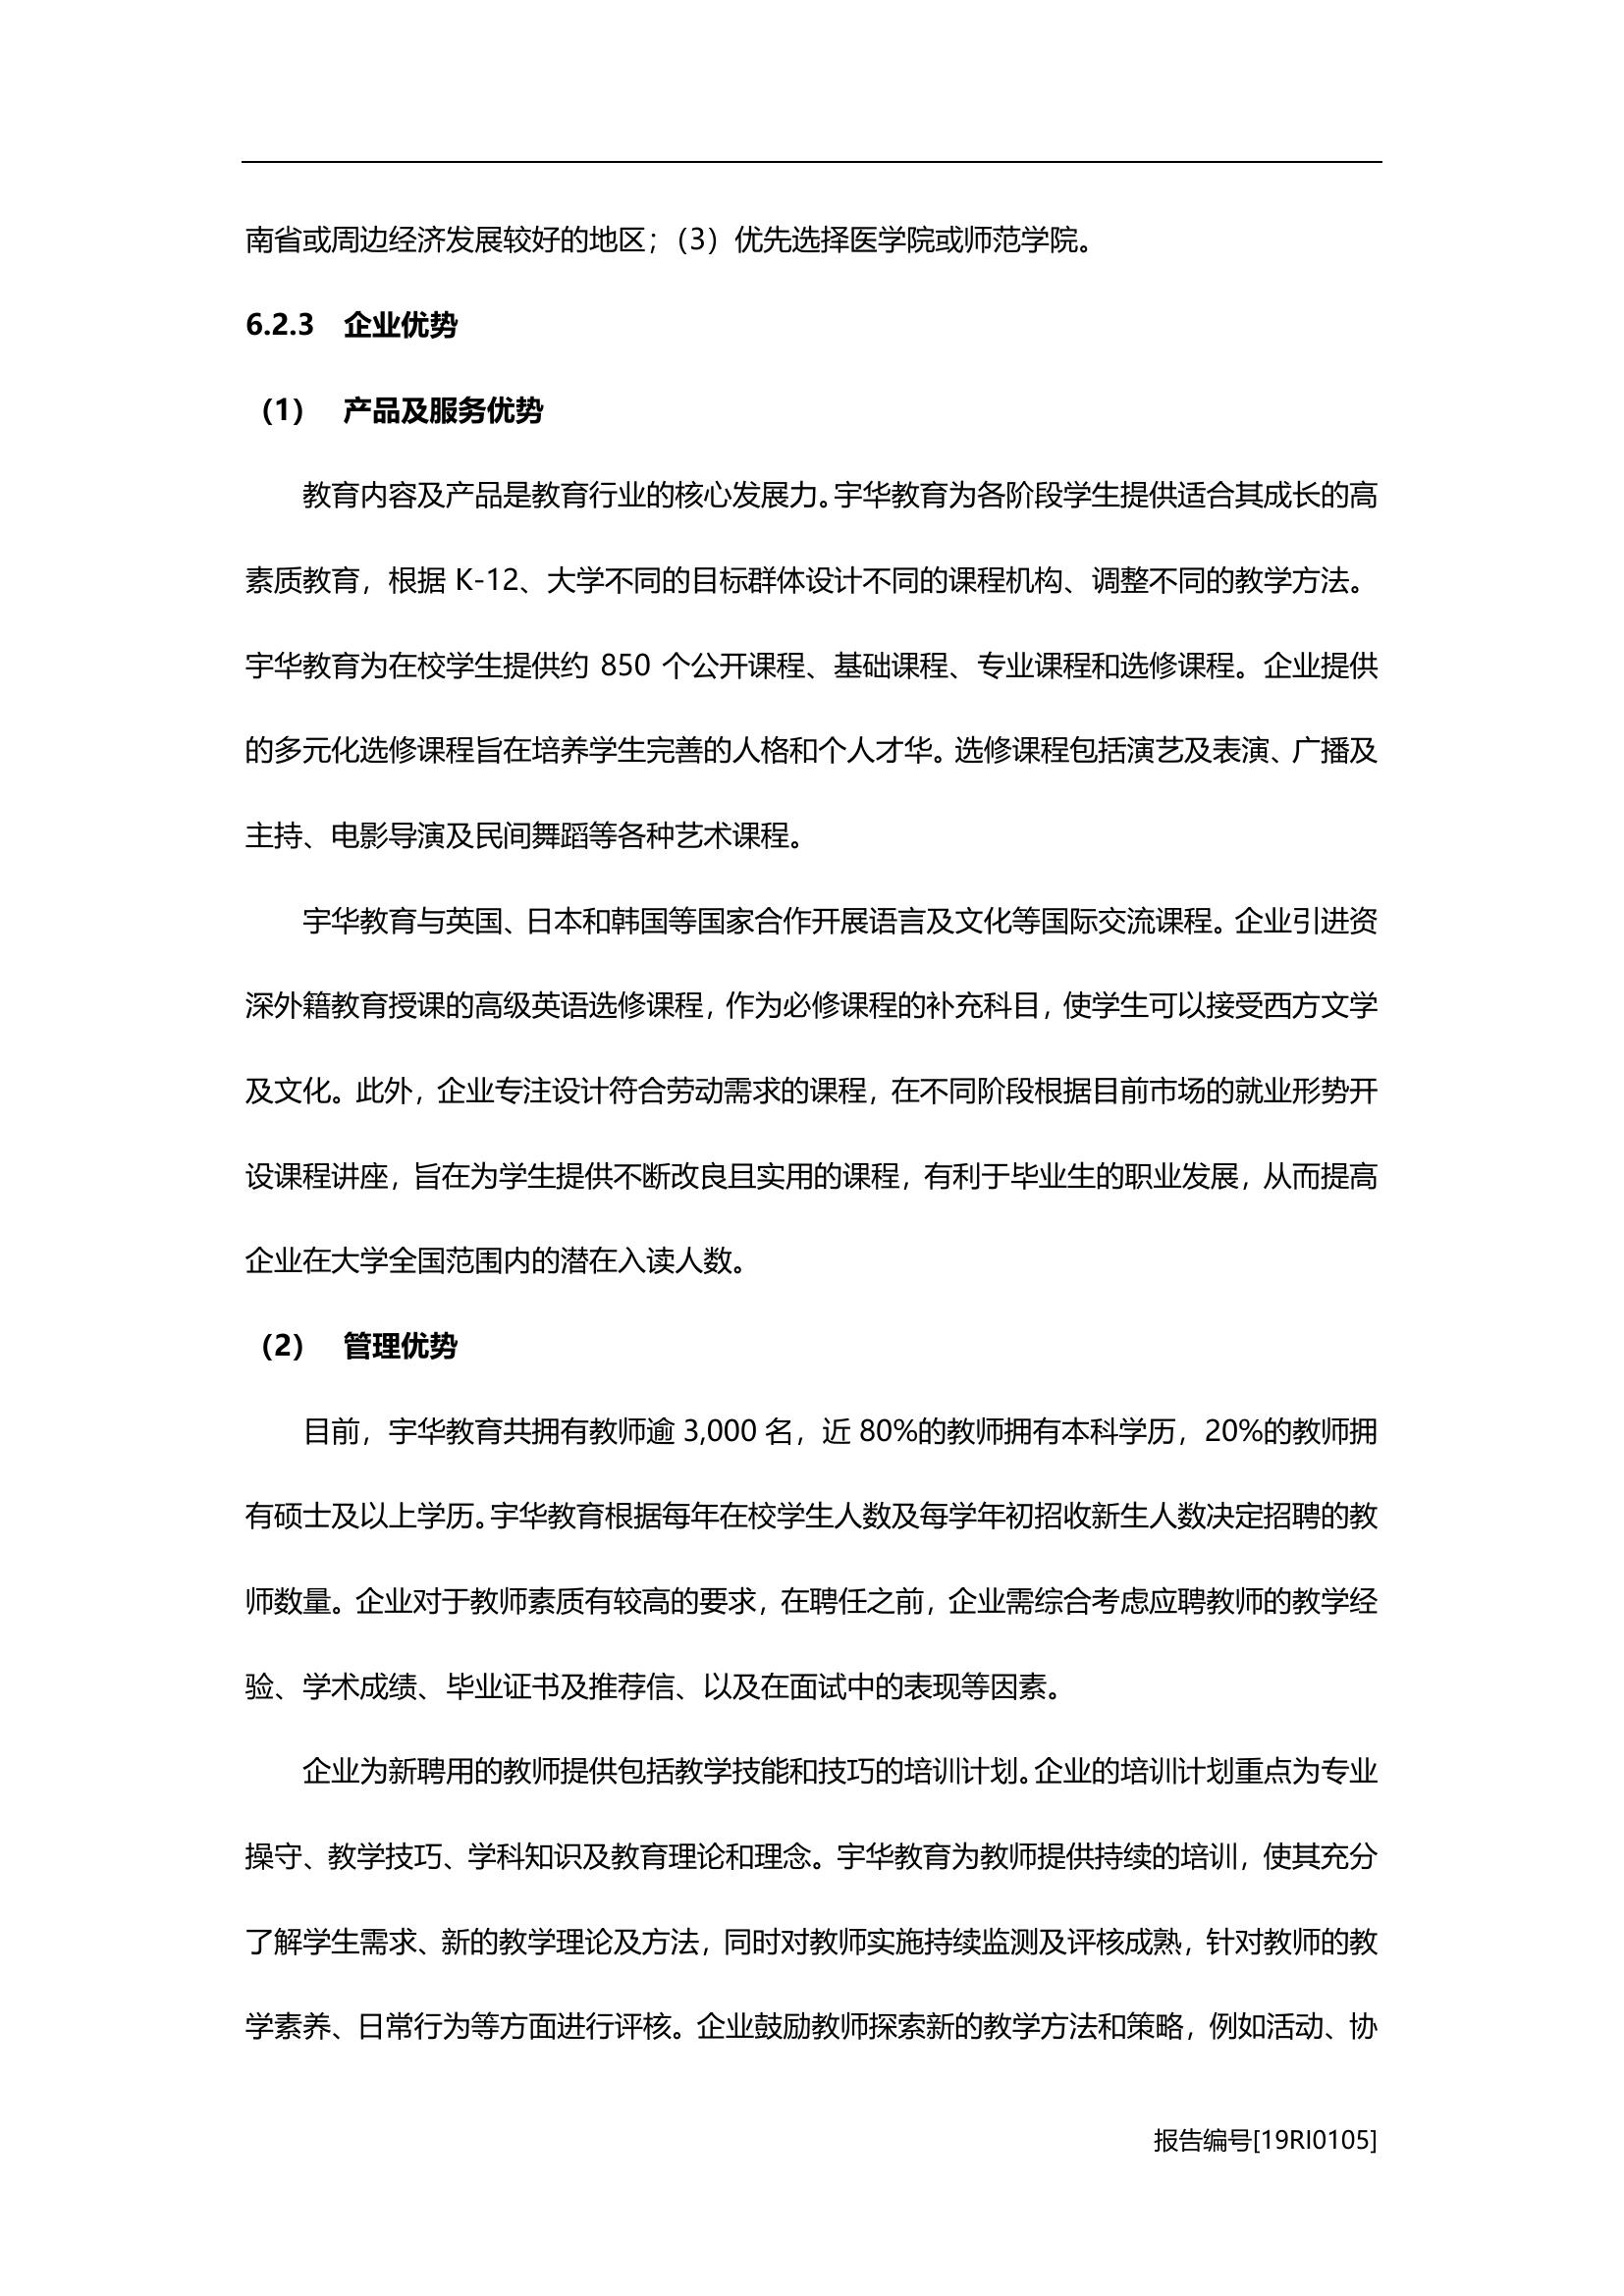 南省或周边经济发展较好的地区；（3）优先选择医学院或师范学院。
6.2.3 企业优势
（1） 产品及服务优势
教育内容及产品是教育行业的核心发展力。宇华教育为各阶段学生提供适合其成长的高
素质教育，根据 K-12、大学不同的目标群体设计不同的课程机构、调整不同的教学方法。
宇华教育为在校学生提供约 850 个公开课程、基础课程、专业课程和选修课程。企业提供
的多元化选修课程旨在培养学生完善的人格和个人才华。选修课程包括演艺及表演、广播及
主持、电影导演及民间舞蹈等各种艺术课程。
宇华教育与英国、日本和韩国等国家合作开展语言及文化等国际交流课程。企业引进资
深外籍教育授课的高级英语选修课程，作为必修课程的补充科目，使学生可以接受西方文学
及文化。此外，企业专注设计符合劳动需求的课程，在不同阶段根据目前市场的就业形势开
设课程讲座，旨在为学生提供不断改良且实用的课程，有利于毕业生的职业发展，从而提高
企业在大学全国范围内的潜在入读人数。
（2） 管理优势
目前，宇华教育共拥有教师逾 3,000 名，近 80%的教师拥有本科学历，20%的教师拥
有硕士及以上学历。宇华教育根据每年在校学生人数及每学年初招收新生人数决定招聘的教
师数量。企业对于教师素质有较高的要求，在聘任之前，企业需综合考虑应聘教师的教学经
验、学术成绩、毕业证书及推荐信、以及在面试中的表现等因素。
企业为新聘用的教师提供包括教学技能和技巧的培训计划。企业的培训计划重点为专业
操守、教学技巧、学科知识及教育理论和理念。宇华教育为教师提供持续的培训，使其充分
了解学生需求、新的教学理论及方法，同时对教师实施持续监测及评核成熟，针对教师的教
学素养、日常行为等方面进行评核。企业鼓励教师探索新的教学方法和策略，例如活动、协
报告编号[19RI0105]